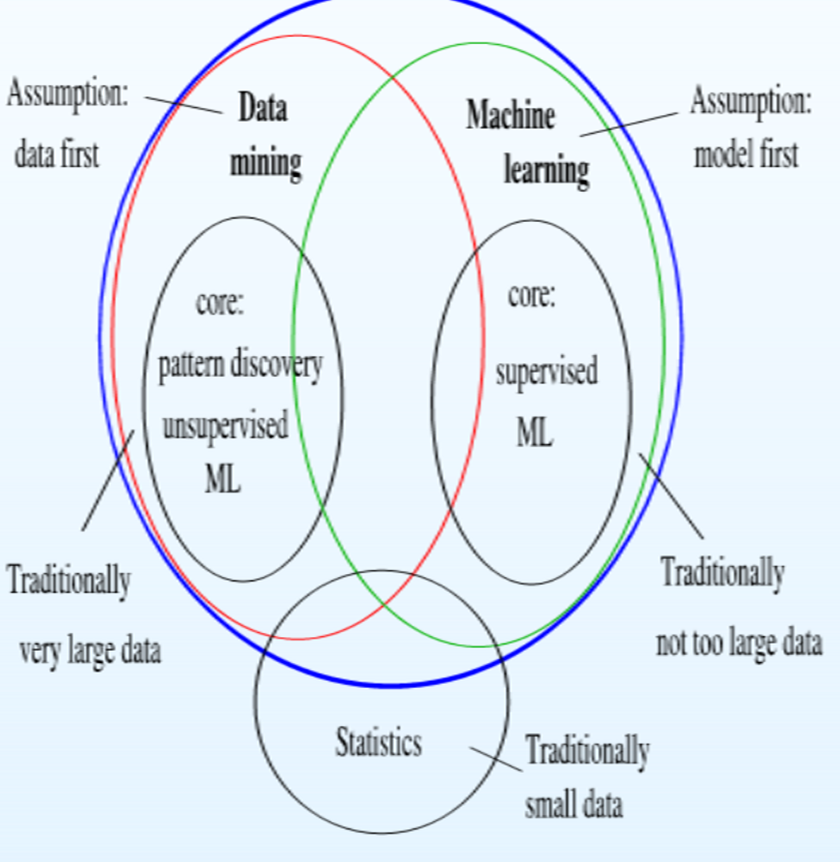 Assumption:
data first
Data
mining
Machine
learning
Assumption:
model first
core:
pattern discovery
unsupervised
ML
core:
supervised
ML
Traditionally
very large data
Traditionally
not too large data
Statistics
Traditionally
small data